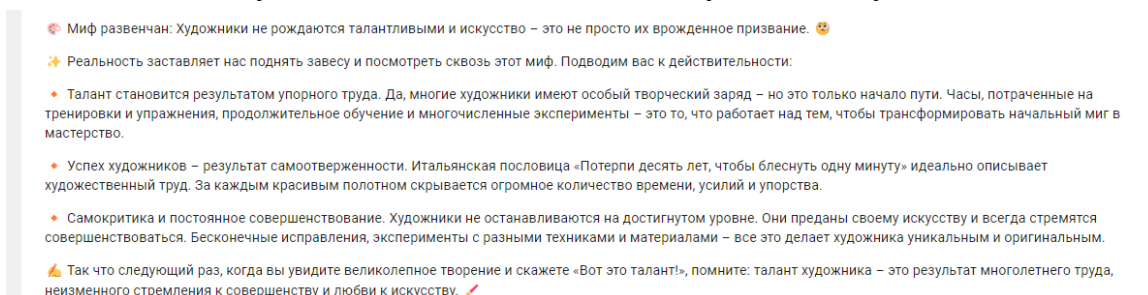 🎨 Миф развенчан: Художники не рождаются талантливыми и искусство – это не просто их врожденное призвание. 🧐
✨ Реальность заставляет нас поднять завесу и посмотреть сквозь этот миф. Подводим вас к действительности:
🔸 Талант становится результатом упорного труда. Да, многие художники имеют особый творческий заряд – но это только начало пути. Часы, потраченные на
тренировки и упражнения, продолжительное обучение и многочисленные эксперименты – это то, что работает над тем, чтобы трансформировать начальный миг в
мастерство.
🔸 Успех художников – результат самоотверженности. Итальянская пословица «Потерпи десять лет, чтобы блеснуть одну минуту» идеально описывает
художественный труд. За каждым красивым полотном скрывается огромное количество времени, усилий и упорства.
🔸 Самокритика и постоянное совершенствование. Художники не останавливаются на достигнутом уровне. Они преданы своему искусству и всегда стремятся
совершенствоваться. Бесконечные исправления, эксперименты с разными техниками и материалами – все это делает художника уникальным и оригинальным.
✍ Так что следующий раз, когда вы увидите великолепное творение и скажете «Вот это талант!», помните: талант художника – это результат многолетнего труда,
неизменного стремления к совершенству и любви к искусству. 🖌